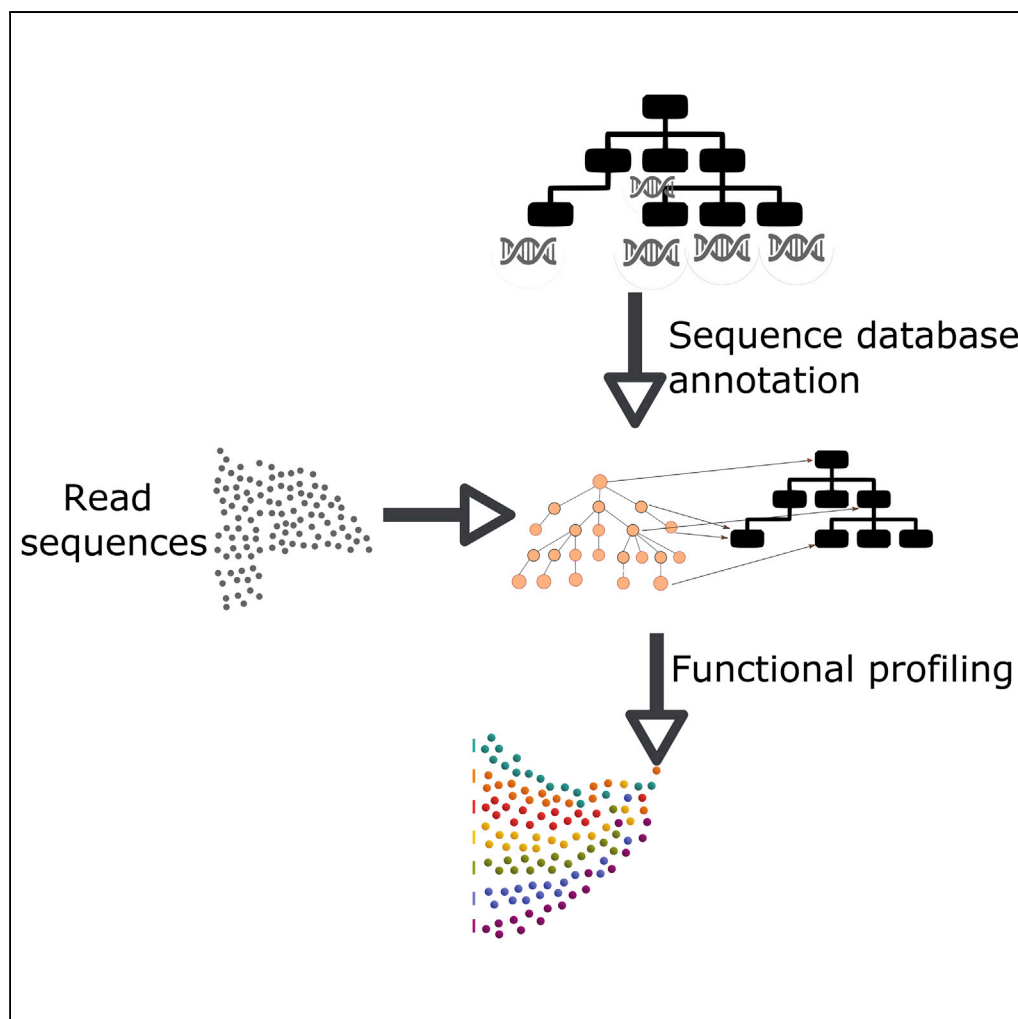 Sequence database
annotation
Read
sequences
Functional profiling